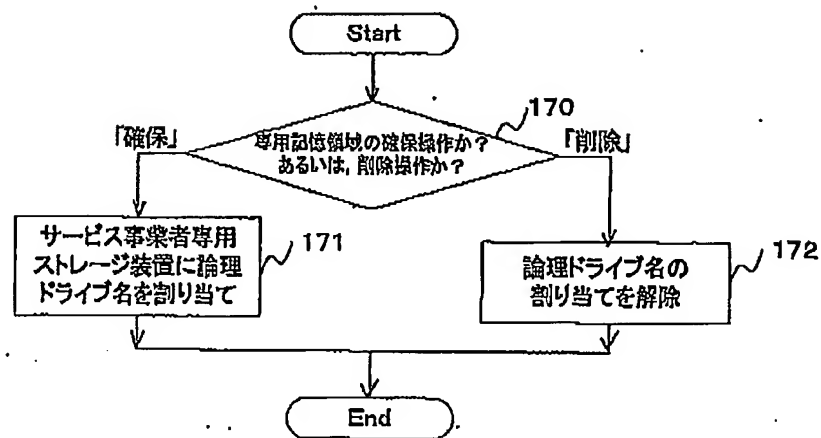 Start
170
「確保」
専用記憶領域の確保操作か?
あるいは, 削除操作か?
「削除」
サービス事業者専用
ストレージ装置に論理
ドライブ名を割り当て
171
論理ドライブ名の
割り当てを解除
172
End